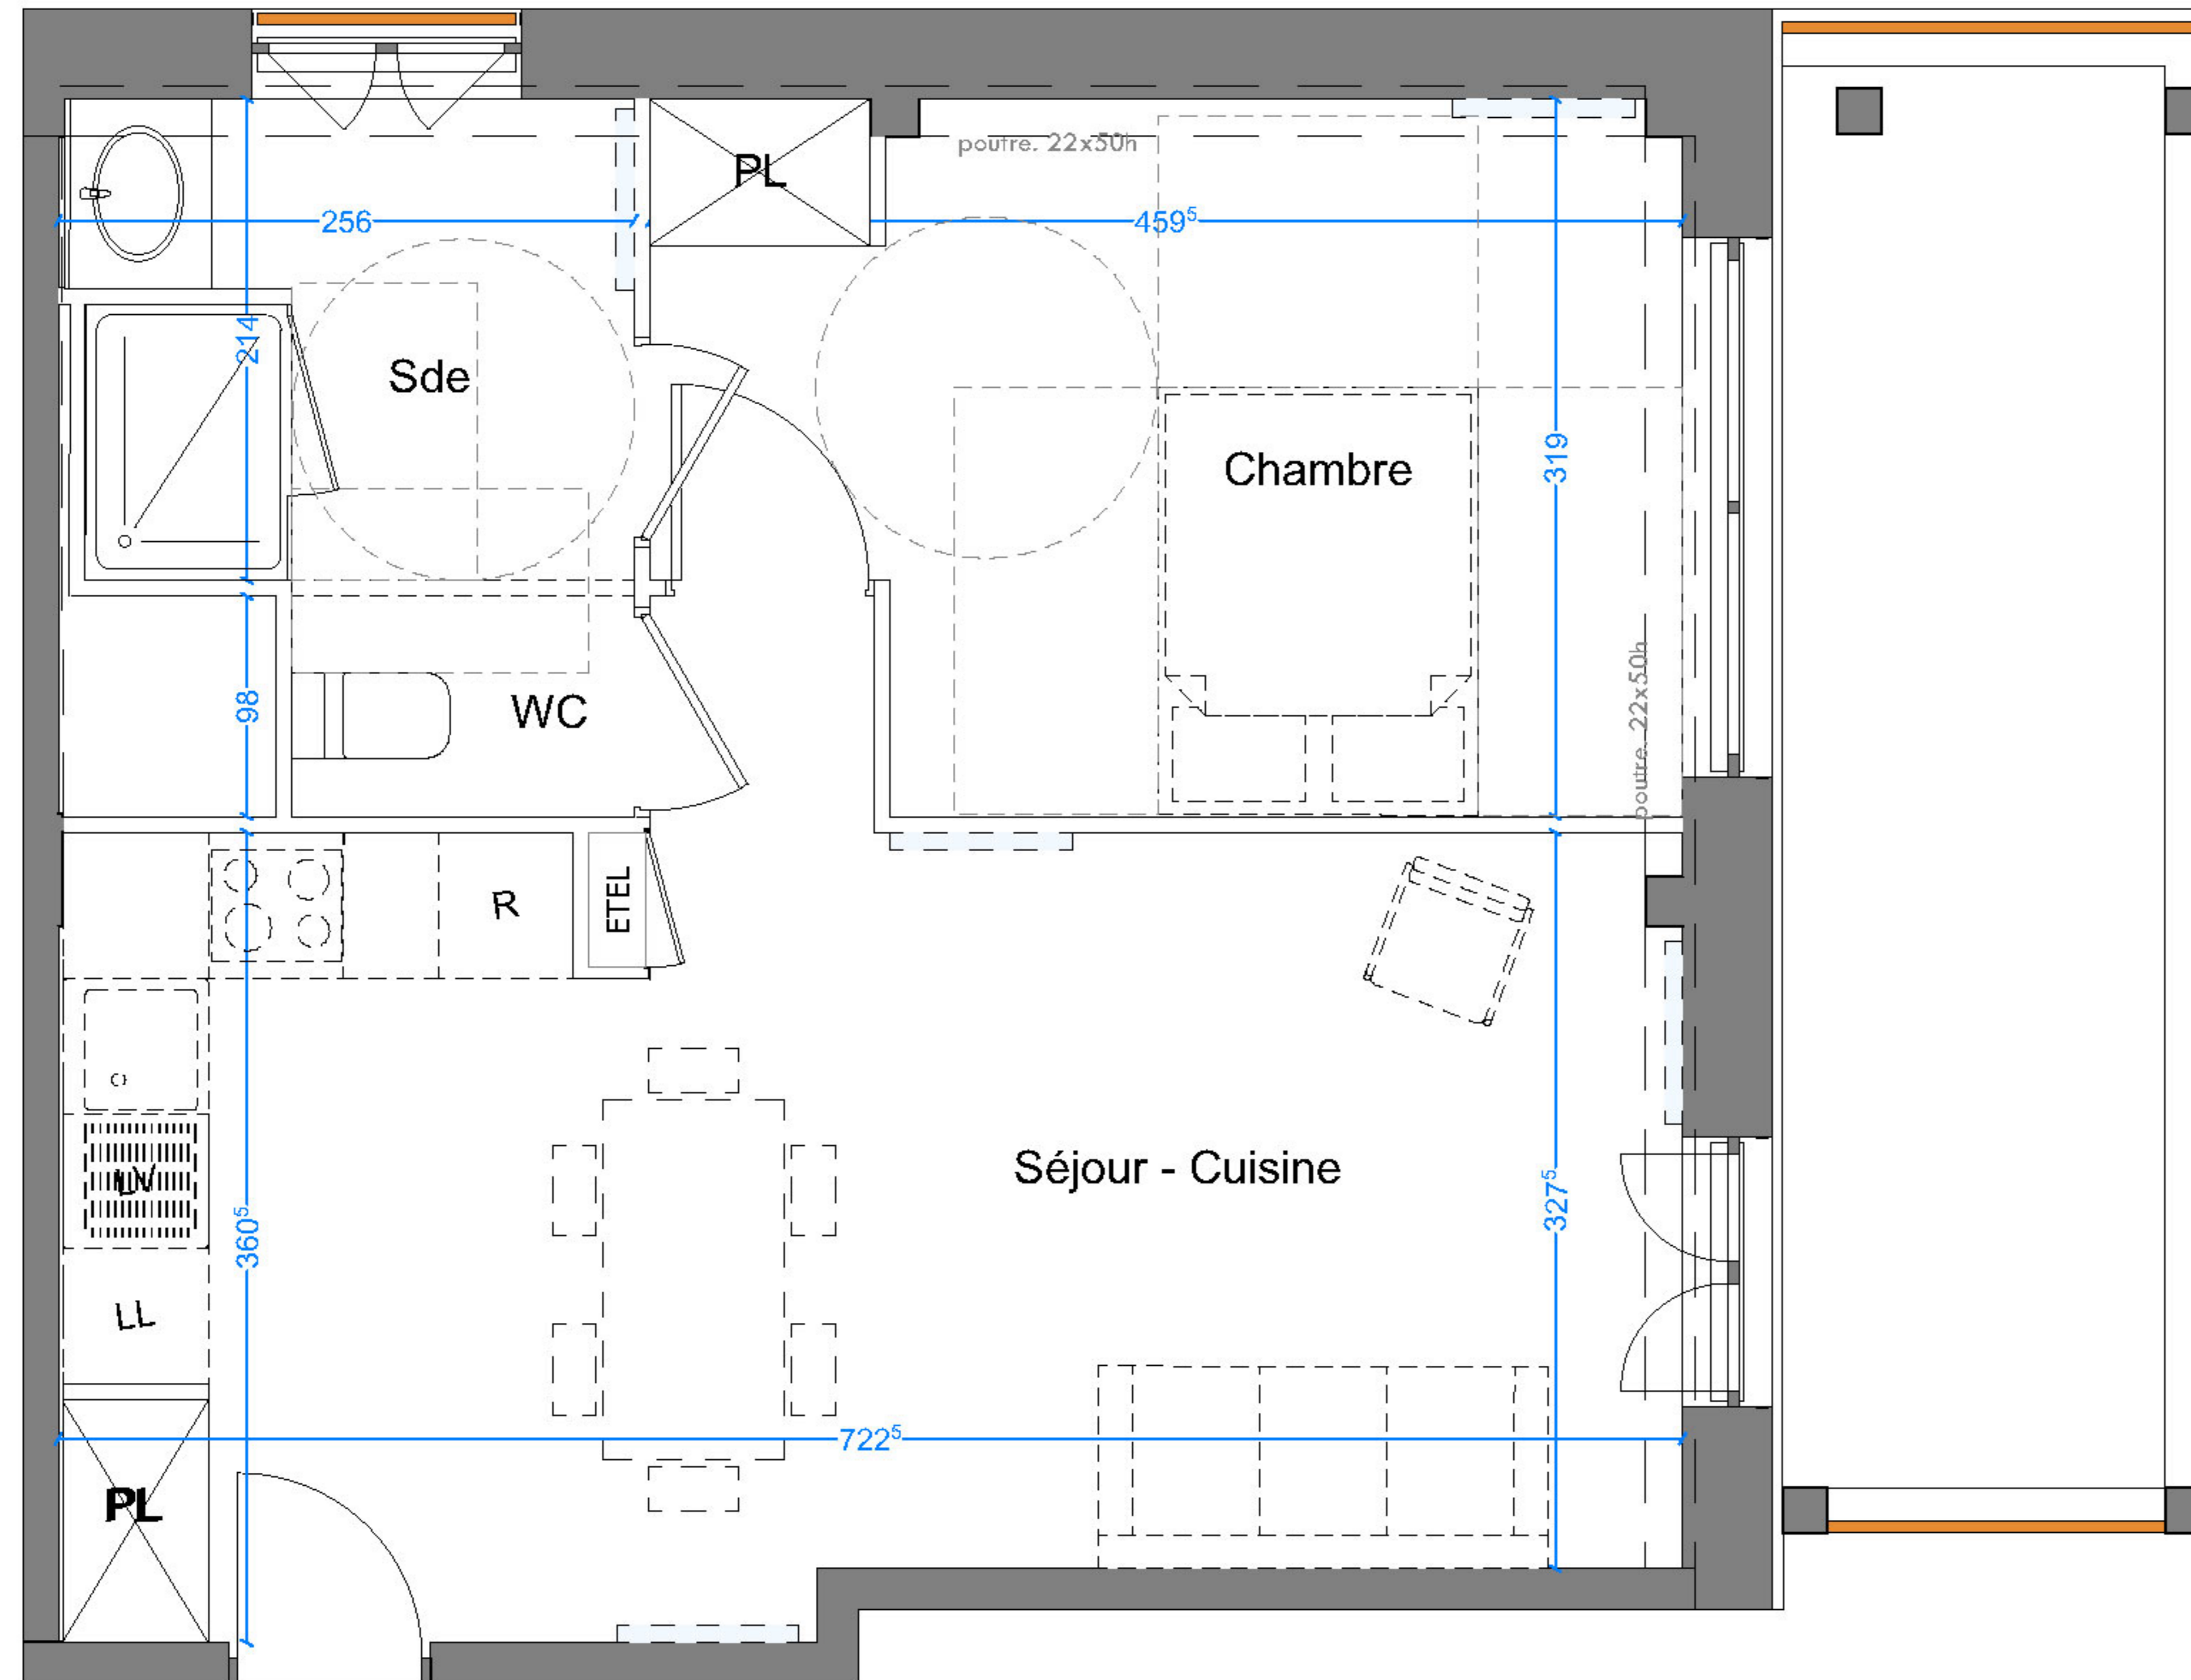 poutre. 22x50h
PL
256
459⁵
214
Sde
Chambre
319
poutre. 22x50h
98
WC
R
ETEL
LV
Séjour - Cuisine
327⁵
360⁵
LL
722⁵
PL